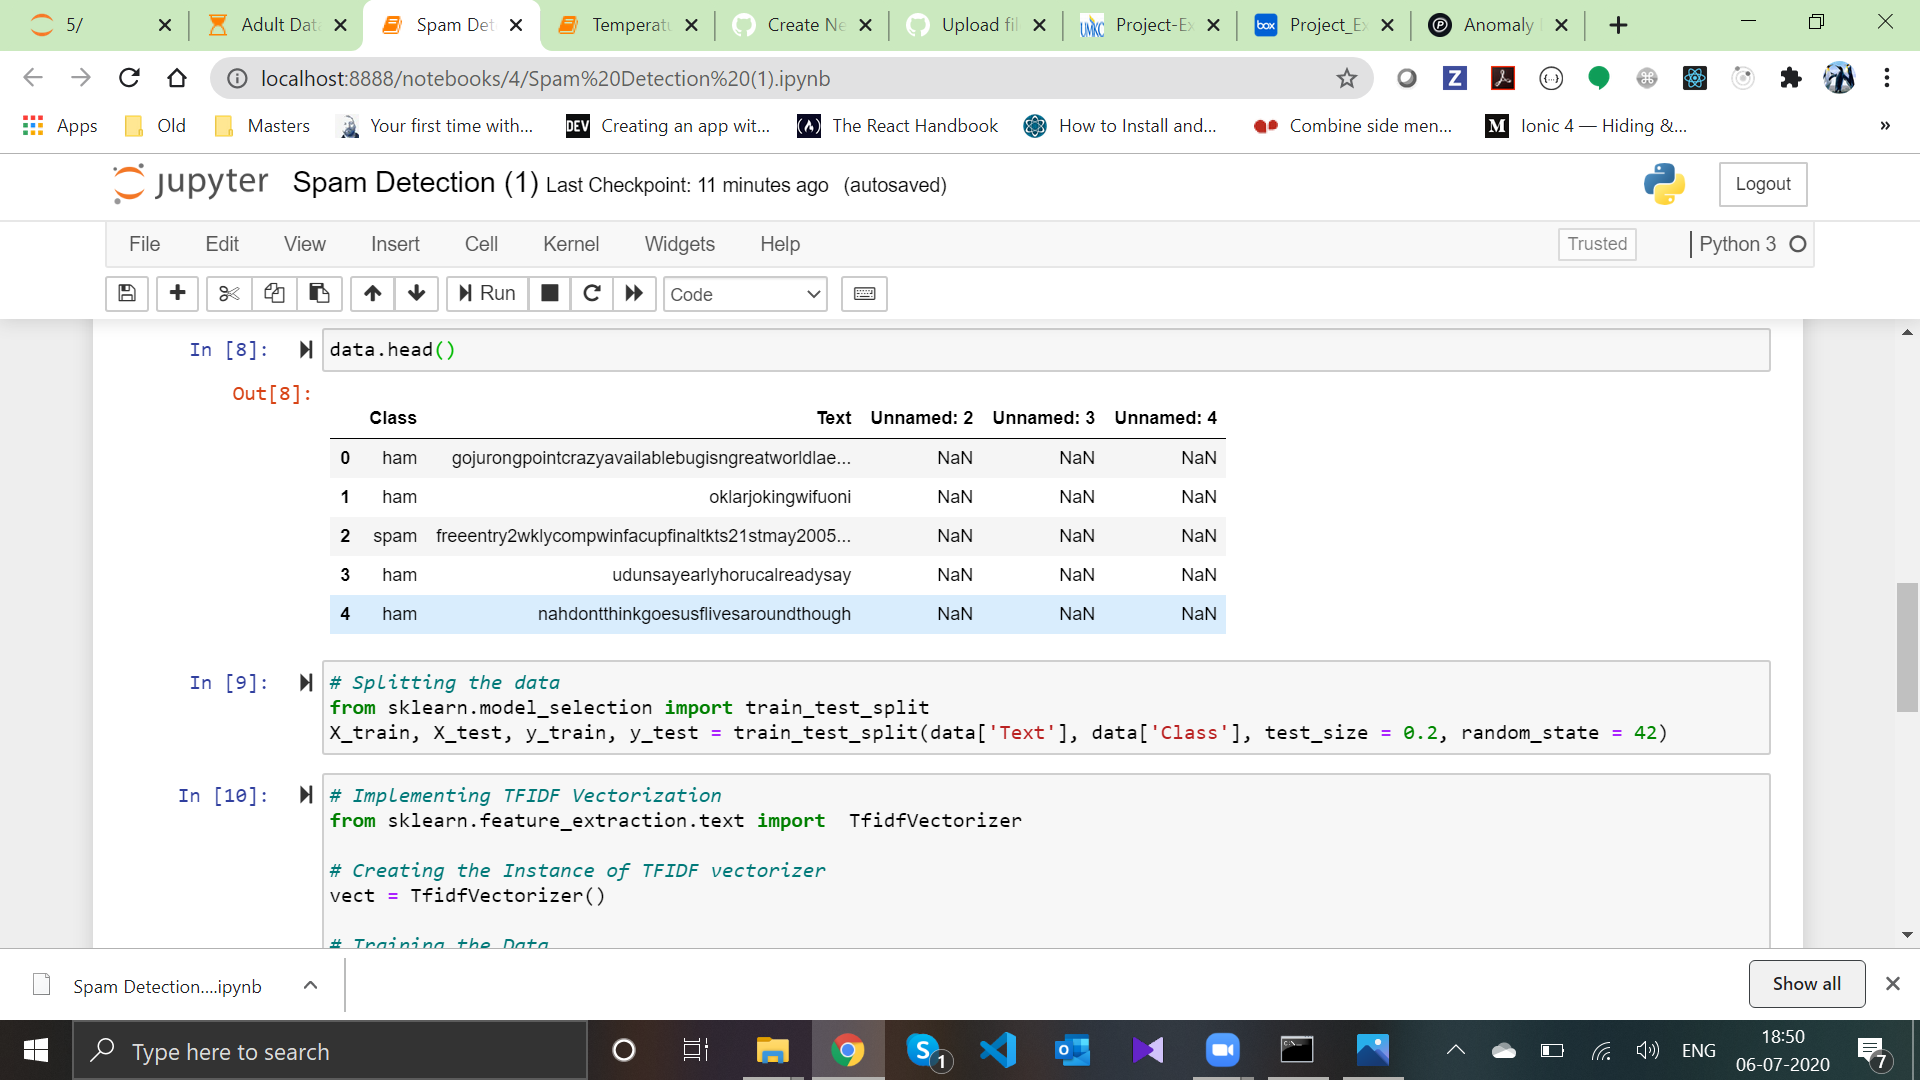 5/ Adult Data Spam Det Temperatu Create Ne Upload fil Project-Ex Project_Ex Anomaly
localhost:8888/notebooks/4/Spam%20Detection%20(1).ipynb
Apps Old Masters Your first time with... DEV Creating an app wit... The React Handbook How to Install and... Combine side men... M Ionic 4 — Hiding &... »
jupyter Spam Detection (1) Last Checkpoint: 11 minutes ago (autosaved) Logout
File Edit View Insert Cell Kernel Widgets Help Trusted Python 3
Run Code
In [8]: data.head()
Out[8]:
Class Text Unnamed: 2 Unnamed: 3 Unnamed: 4
0 ham gojurongpointcrazyavailablebugisngreatworldlae... NaN NaN NaN
1 ham oklarjokingwifuoni NaN NaN NaN
2 spam freeentry2wklycompwinfacupfinaltkts21stmay2005... NaN NaN NaN
3 ham udunsayearlyhorucalreadysay NaN NaN NaN
4 ham nahdontthinkgoesusflivesaroundthough NaN NaN NaN
In [9]: # Splitting the data
from sklearn.model_selection import train_test_split
X_train, X_test, y_train, y_test = train_test_split(data['Text'], data['Class'], test_size = 0.2, random_state = 42)
In [10]: # Implementing TFIDF Vectorization
from sklearn.feature_extraction.text import  TfidfVectorizer
# Creating the Instance of TFIDF vectorizer
vect = TfidfVectorizer()
# Training the Data
Spam Detection....ipynb Show all
Type here to search 1 ENG 18:50 7
06-07-2020